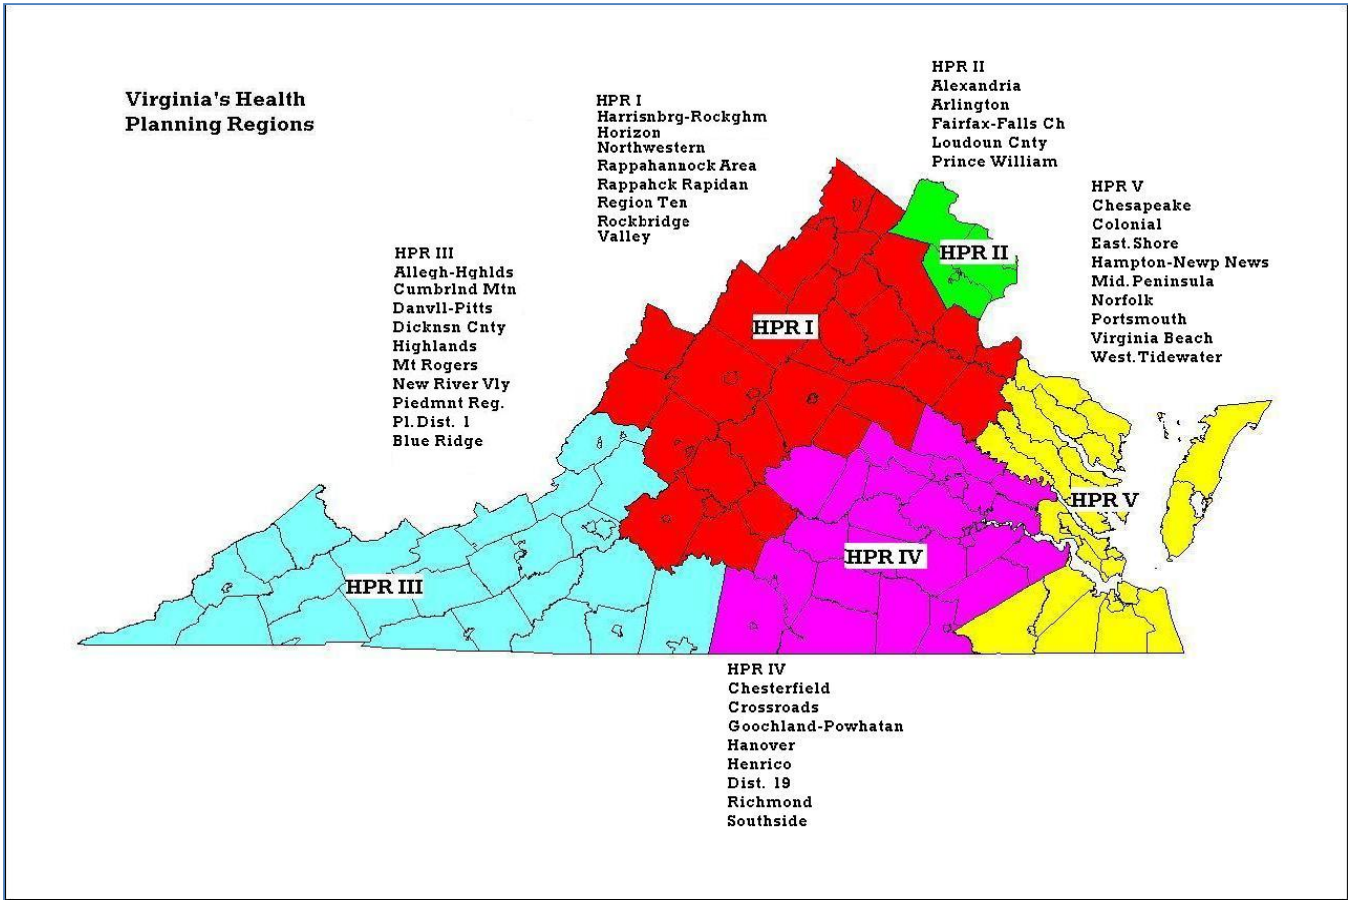 Virginia's Health
Planning Regions
HPR I
Harrisnbrg-Rockghm
Horizon
Northwestern
Rappahannock Area
Rappahck Rapidan
Region Ten
Rockbridge
Valley
HPR II
Alexandria
Arlington
Fairfax-Falls Ch
Loudoun Cnty
Prince William
HPR V
Chesapeake
Colonial
East.Shore
Hampton-Newp News
Mid.Peninsula
Norfolk
Portsmouth
Virginia Beach
West.Tidewater
HPR III
Allegh-Hghlds
Cumbrlnd Mtn
Danvll-Pitts
Dicknsn Cnty
Highlands
Mt Rogers
New River Vly
Piedmnt Reg.
Pl.Dist. 1
Blue Ridge
HPR II
HPR I
HPR V
HPR IV
HPR III
HPR IV
Chesterfield
Crossroads
Goochland-Powhatan
Hanover
Henrico
Dist. 19
Richmond
Southside